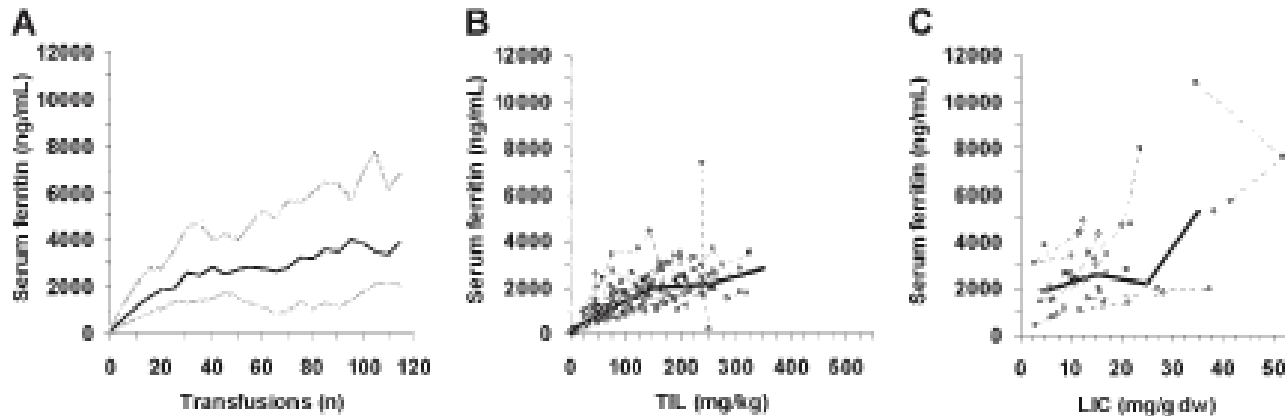 A
Serum ferritin (ng/mL)
12000
10000
8000
6000
4000
2000
0
0 20 40 60 80 100 120
Transfusions (n)
B
Serum ferritin (ng/mL)
12000
10000
8000
6000
4000
2000
0
0 100 200 300 400 500
TIL (mg/kg)
C
Serum ferritin (ng/mL)
12000
10000
8000
6000
4000
2000
0
0 10 20 30 40 50
LIC (mg/g dw)